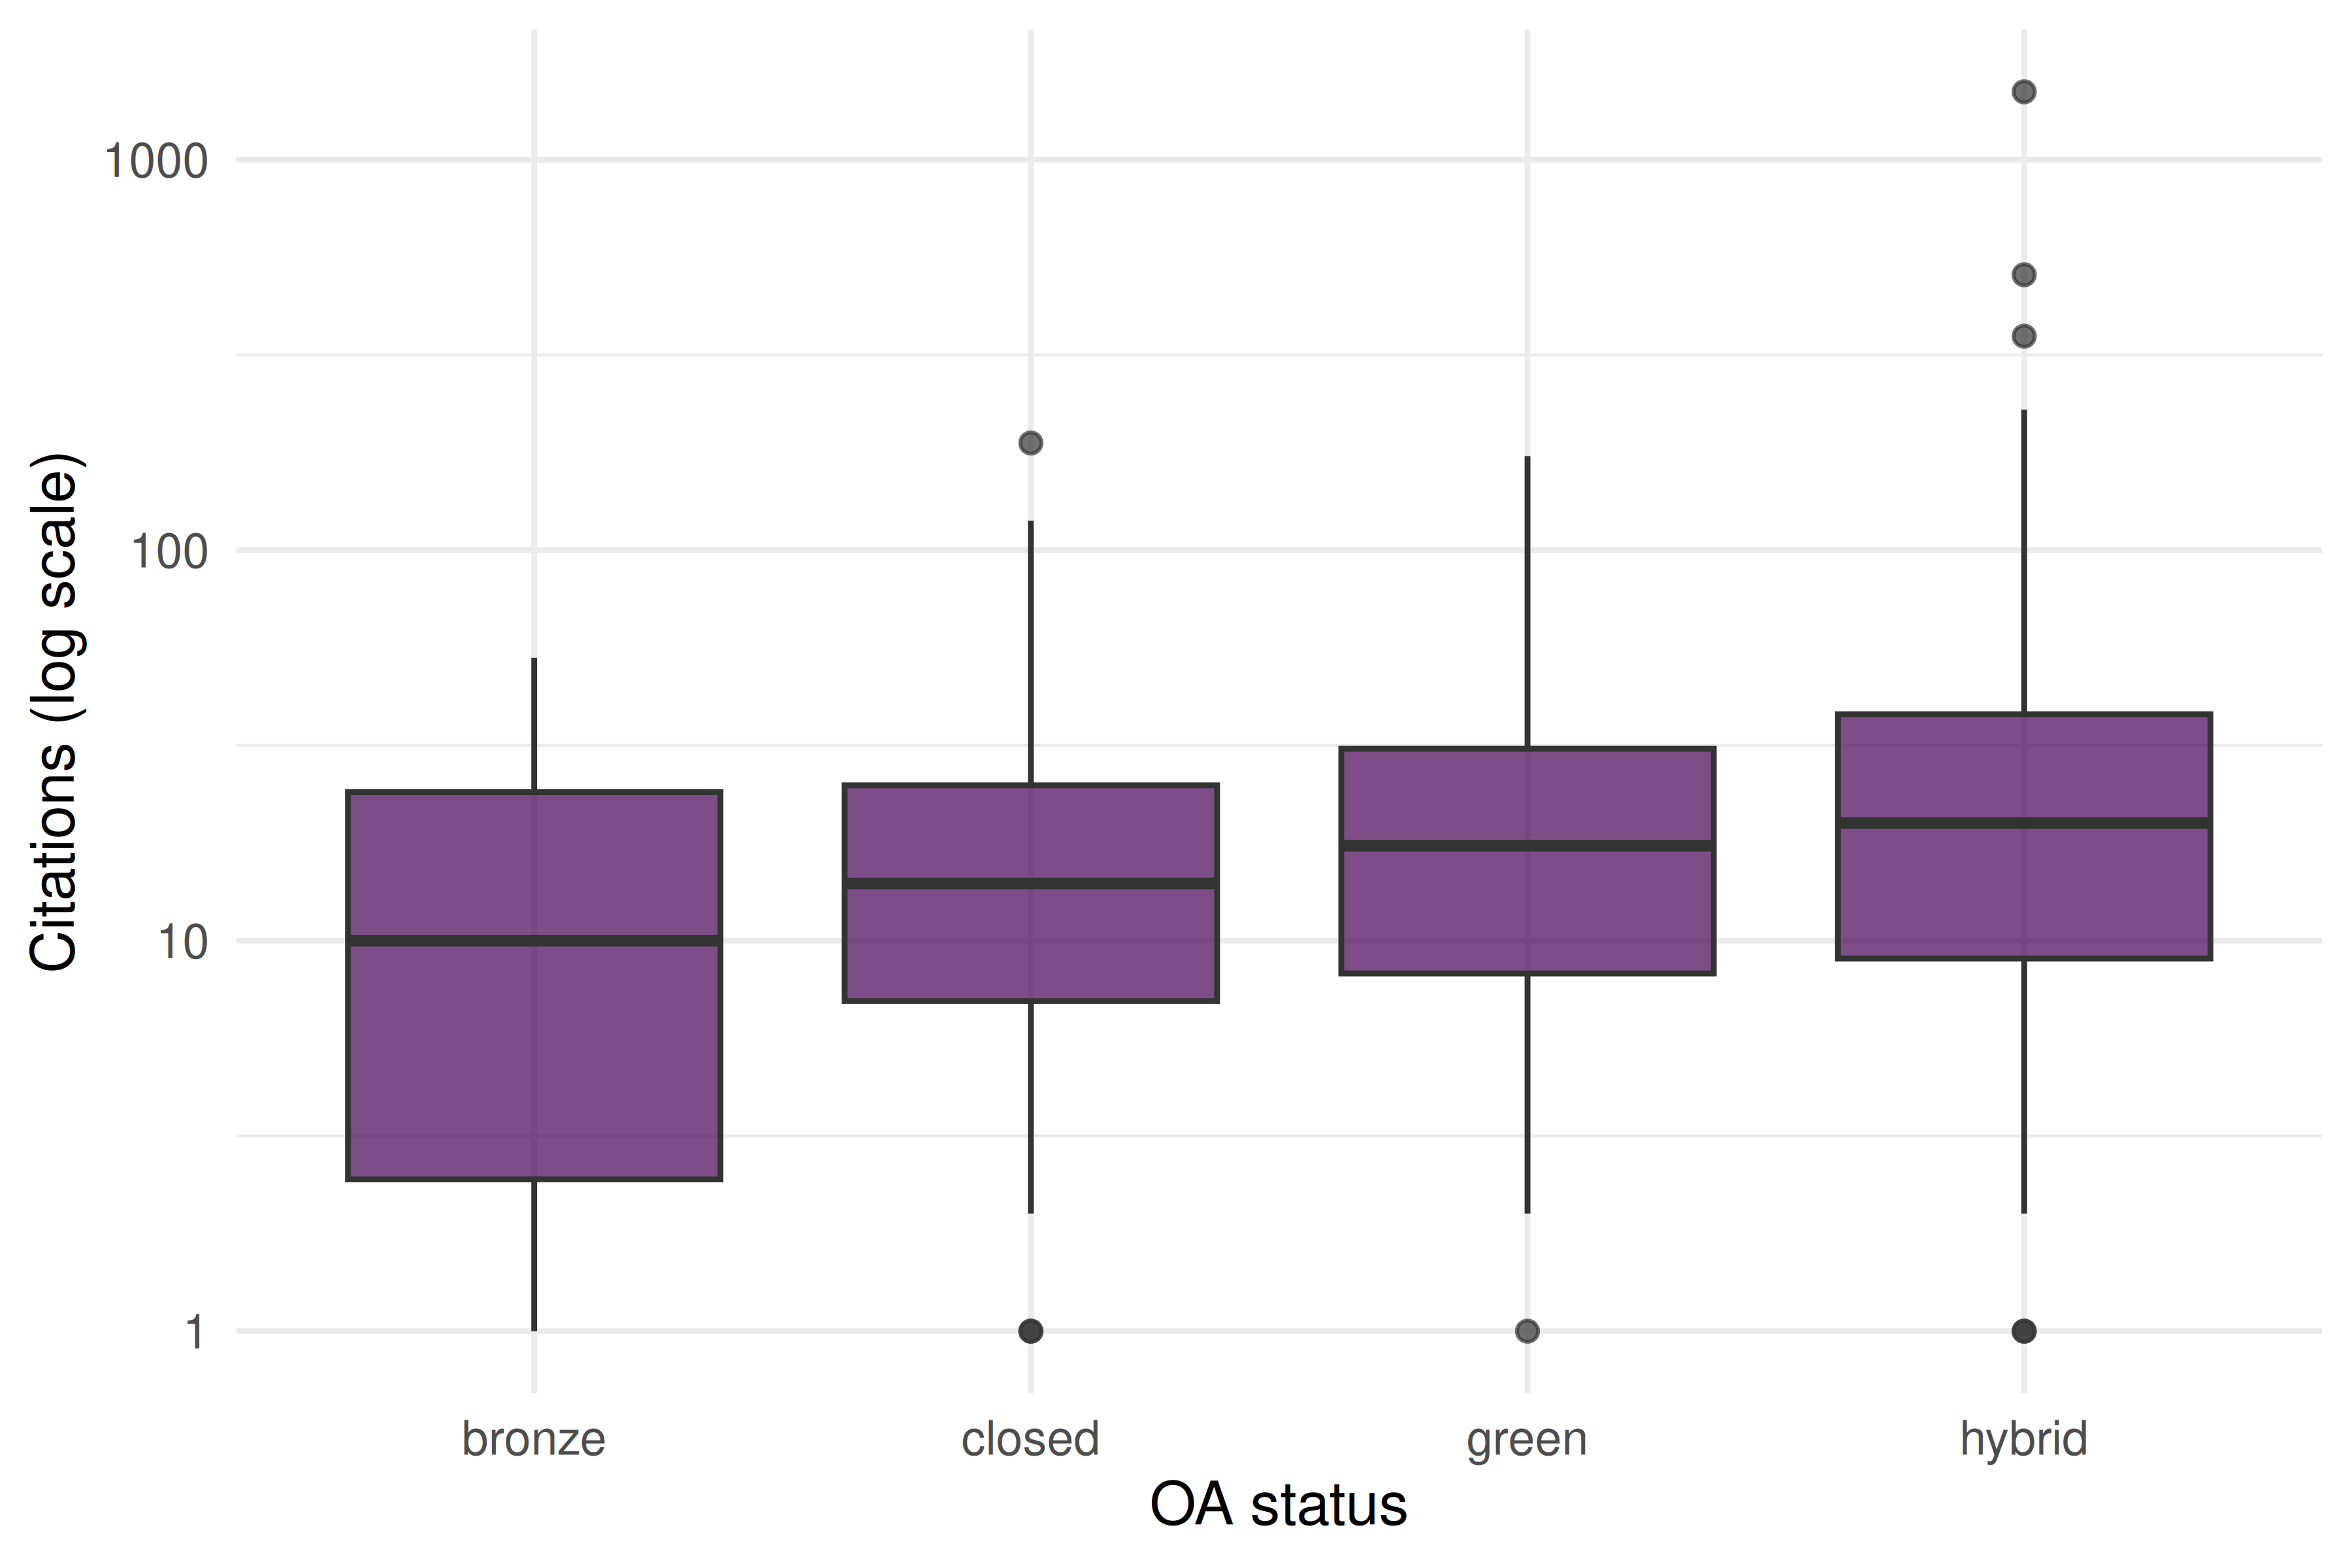 Citations (log scale)
1000
100
10
1
bronze closed green hybrid
OA status